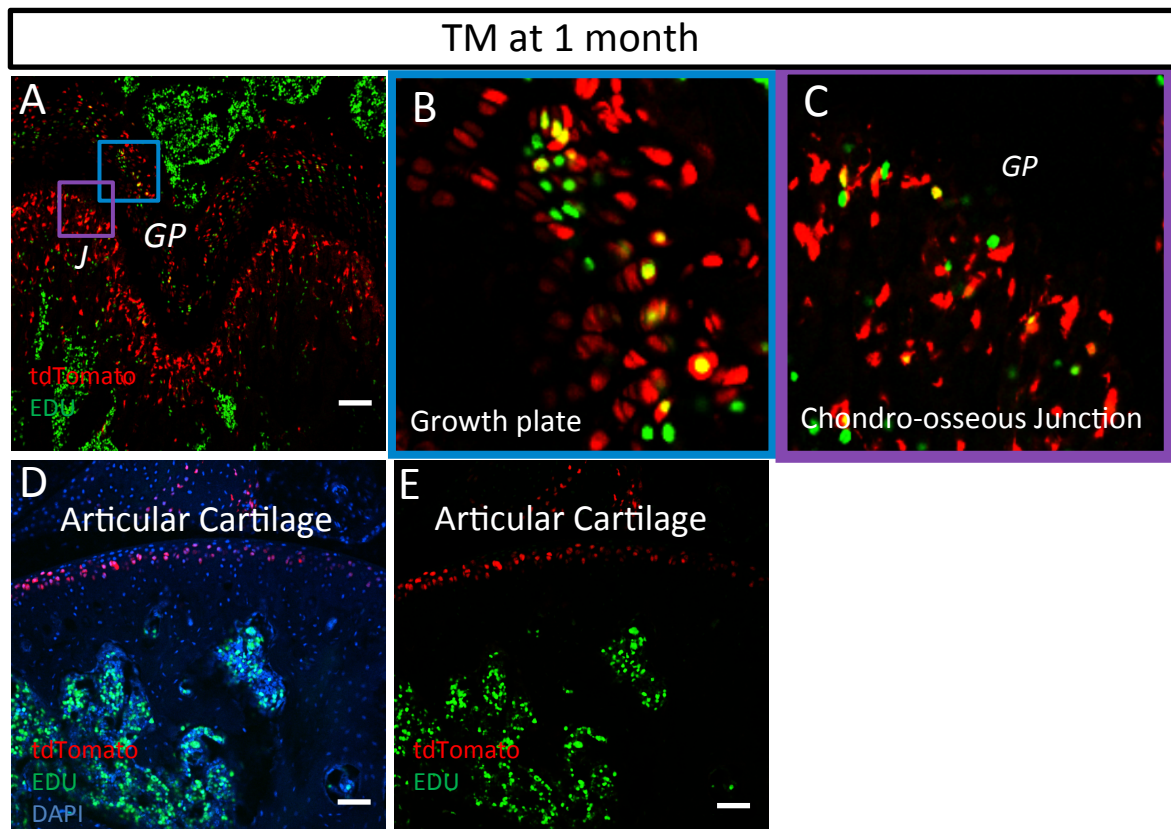 TM at 1 month
A
GP
J
tdTomato
EDU
B
Growth plate
C
GP
Chondro-osseous Junction
D
Articular Cartilage
tdTomato
EDU
DAPI
E
Articular Cartilage
tdTomato
EDU